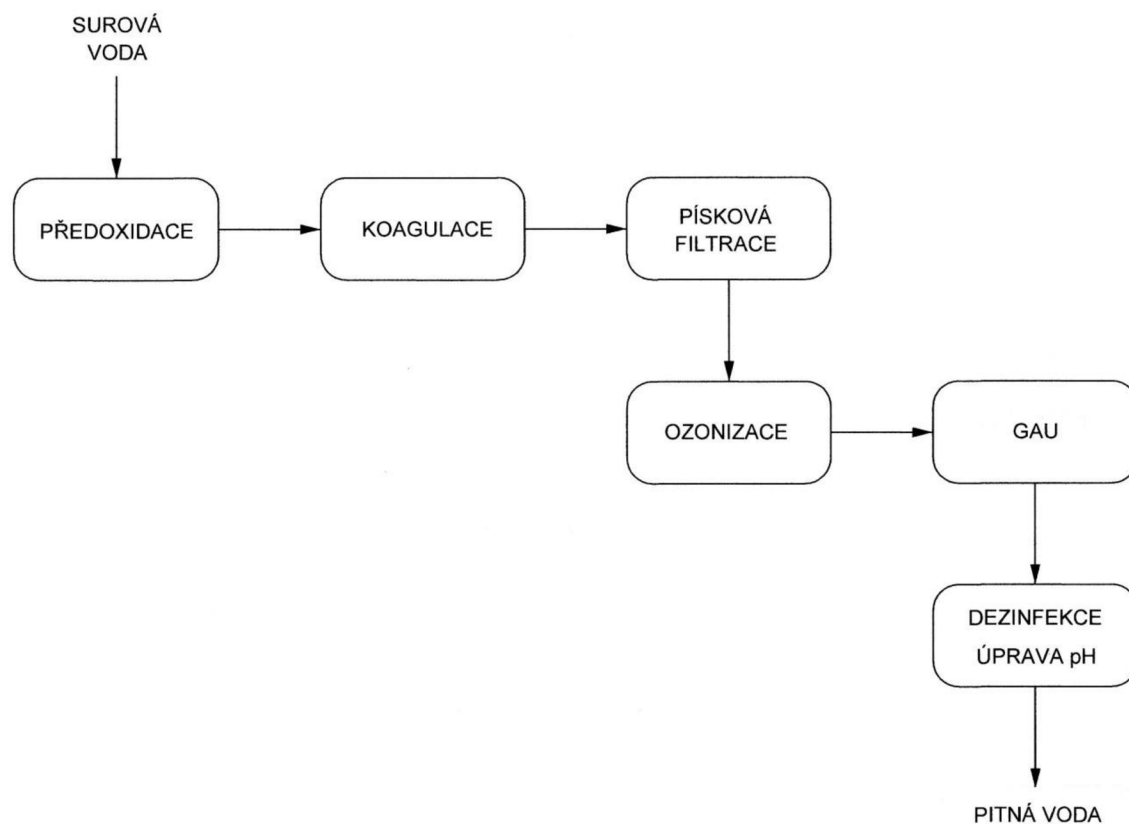 SUROVÁ
VODA
PŘEDOXIDACE
KOAGULACE
PÍSKOVÁ
FILTRACE
OZONIZACE
GAU
DEZINFEKCE
ÚPRAVA pH
PITNÁ VODA